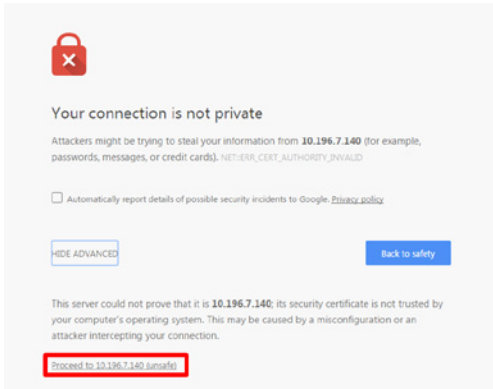 Your connection is not private
Attackers might be trying to steal your information from 10.196.7.140 (for example,
passwords, messages, or credit cards). NET::ERR_CERT_AUTHORITY_INVALID
Automatically report details of possible security incidents to Google. Privacy policy
HIDE ADVANCED
Back to safety
This server could not prove that it is 10.196.7.140; its security certificate is not trusted by
your computer's operating system. This may be caused by a misconfiguration or an
attacker intercepting your connection.
Proceed to 10.196.7.140 (unsafe)